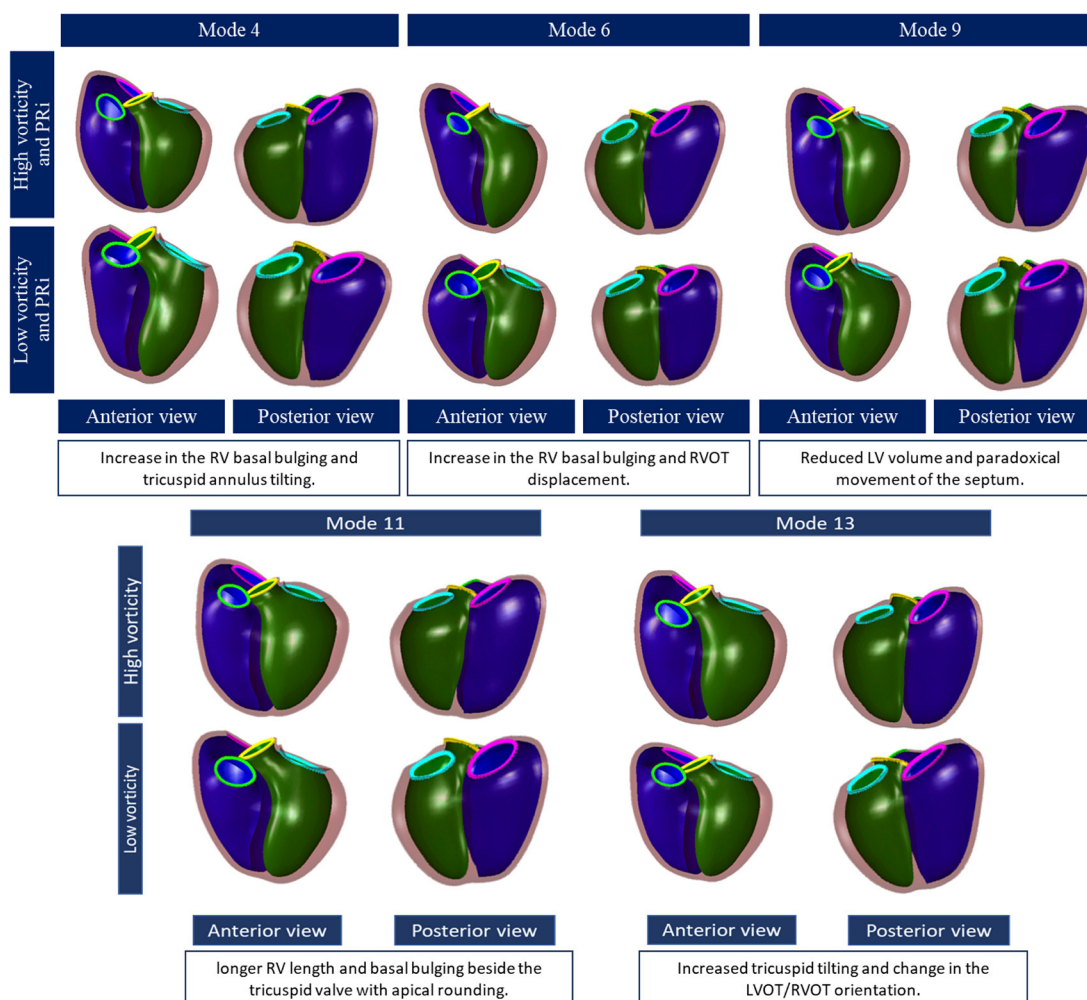 Mode 4
Mode 6
Mode 9
High vorticity
and PRi
Low vorticity
and PRi
Anterior view
Posterior view
Anterior view
Posterior view
Anterior view
Posterior view
Increase in the RV basal bulging and
tricuspid annulus tilting.
Increase in the RV basal bulging and RVOT
displacement.
Reduced LV volume and paradoxical
movement of the septum.
Mode 11
Mode 13
High vorticity
Low vorticity
Anterior view
Posterior view
Anterior view
Posterior view
longer RV length and basal bulging beside the
tricuspid valve with apical rounding.
Increased tricuspid tilting and change in the
LVOT/RVOT orientation.